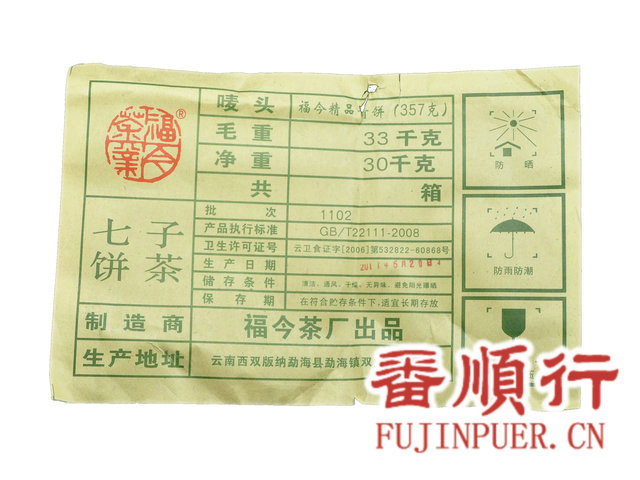 福今茶業®
唛头 福今精品青饼（357克）
毛重 33千克
净重 30千克
共 箱
批次 1102
产品执行标准 GB/T22111-2008
卫生许可证号 云卫食证字[2006]第532822-60868号
生产日期 2011 5 20
储存条件 清洁、通风、干燥、无异味、避免阳光曝晒
保存期 在符合贮存条件下,适宜长期存放
七子
饼茶
制造商 福今茶厂出品
生产地址 云南西双版纳勐海县勐海镇双
防晒
防雨防潮
番順行
FUJINPUER.CN